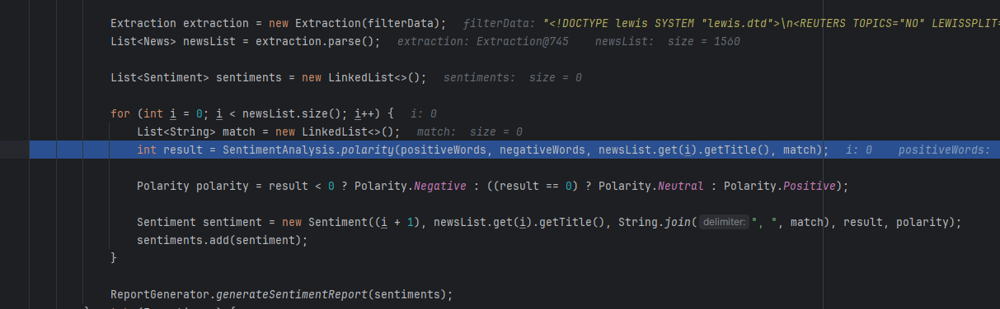 Extraction extraction = new Extraction(filterData);   filterData: "<!DOCTYPE lewis SYSTEM "lewis.dtd">\n<REUTERS TOPICS="NO" LEWISSPLIT=
List<News> newsList = extraction.parse();   extraction: Extraction@745    newsList:  size = 1560
List<Sentiment> sentiments = new LinkedList<>();   sentiments:  size = 0
for (int i = 0; i < newsList.size(); i++) {   i: 0
List<String> match = new LinkedList<>();   match:  size = 0
int result = SentimentAnalysis.polarity(positiveWords, negativeWords, newsList.get(i).getTitle(), match);   i: 0    positiveWords:
Polarity polarity = result < 0 ? Polarity.Negative : ((result == 0) ? Polarity.Neutral : Polarity.Positive);
Sentiment sentiment = new Sentiment((i + 1), newsList.get(i).getTitle(), String.join( delimiter: ", ", match), result, polarity);
sentiments.add(sentiment);
}
ReportGenerator.generateSentimentReport(sentiments);